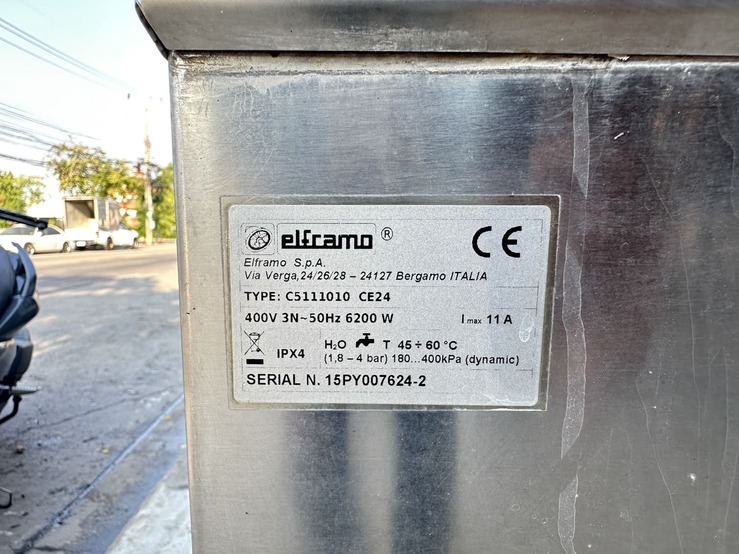 elframo ® CE
Elframo S.p.A.
Via Verga,24/26/28 – 24127 Bergamo ITALIA
TYPE: C5111010 CE24
400V 3N~50Hz 6200 W I max 11 A
IPX4 H₂O T 45 ÷ 60 °C
(1,8 – 4 bar) 180...400kPa (dynamic)
SERIAL N. 15PY007624-2